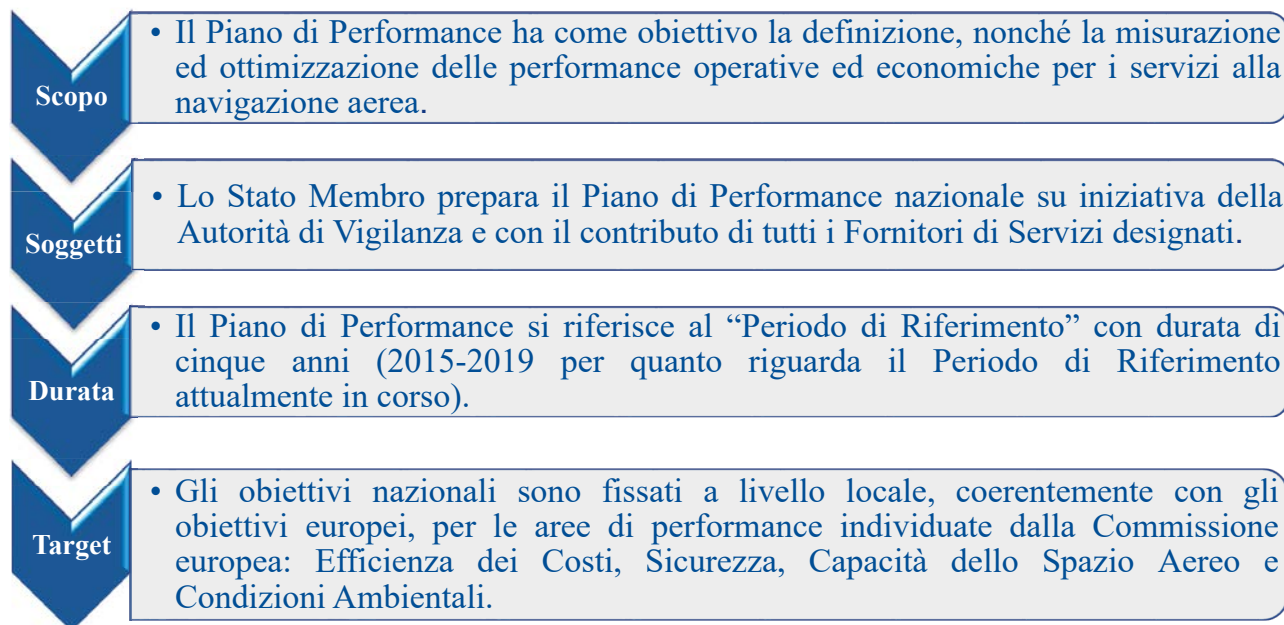 Scopo
• Il Piano di Performance ha come obiettivo la definizione, nonché la misurazione
ed ottimizzazione delle performance operative ed economiche per i servizi alla
navigazione aerea.
Soggetti
• Lo Stato Membro prepara il Piano di Performance nazionale su iniziativa della
Autorità di Vigilanza e con il contributo di tutti i Fornitori di Servizi designati.
Durata
• Il Piano di Performance si riferisce al “Periodo di Riferimento” con durata di
cinque anni (2015-2019 per quanto riguarda il Periodo di Riferimento
attualmente in corso).
Target
• Gli obiettivi nazionali sono fissati a livello locale, coerentemente con gli
obiettivi europei, per le aree di performance individuate dalla Commissione
europea: Efficienza dei Costi, Sicurezza, Capacità dello Spazio Aereo e
Condizioni Ambientali.